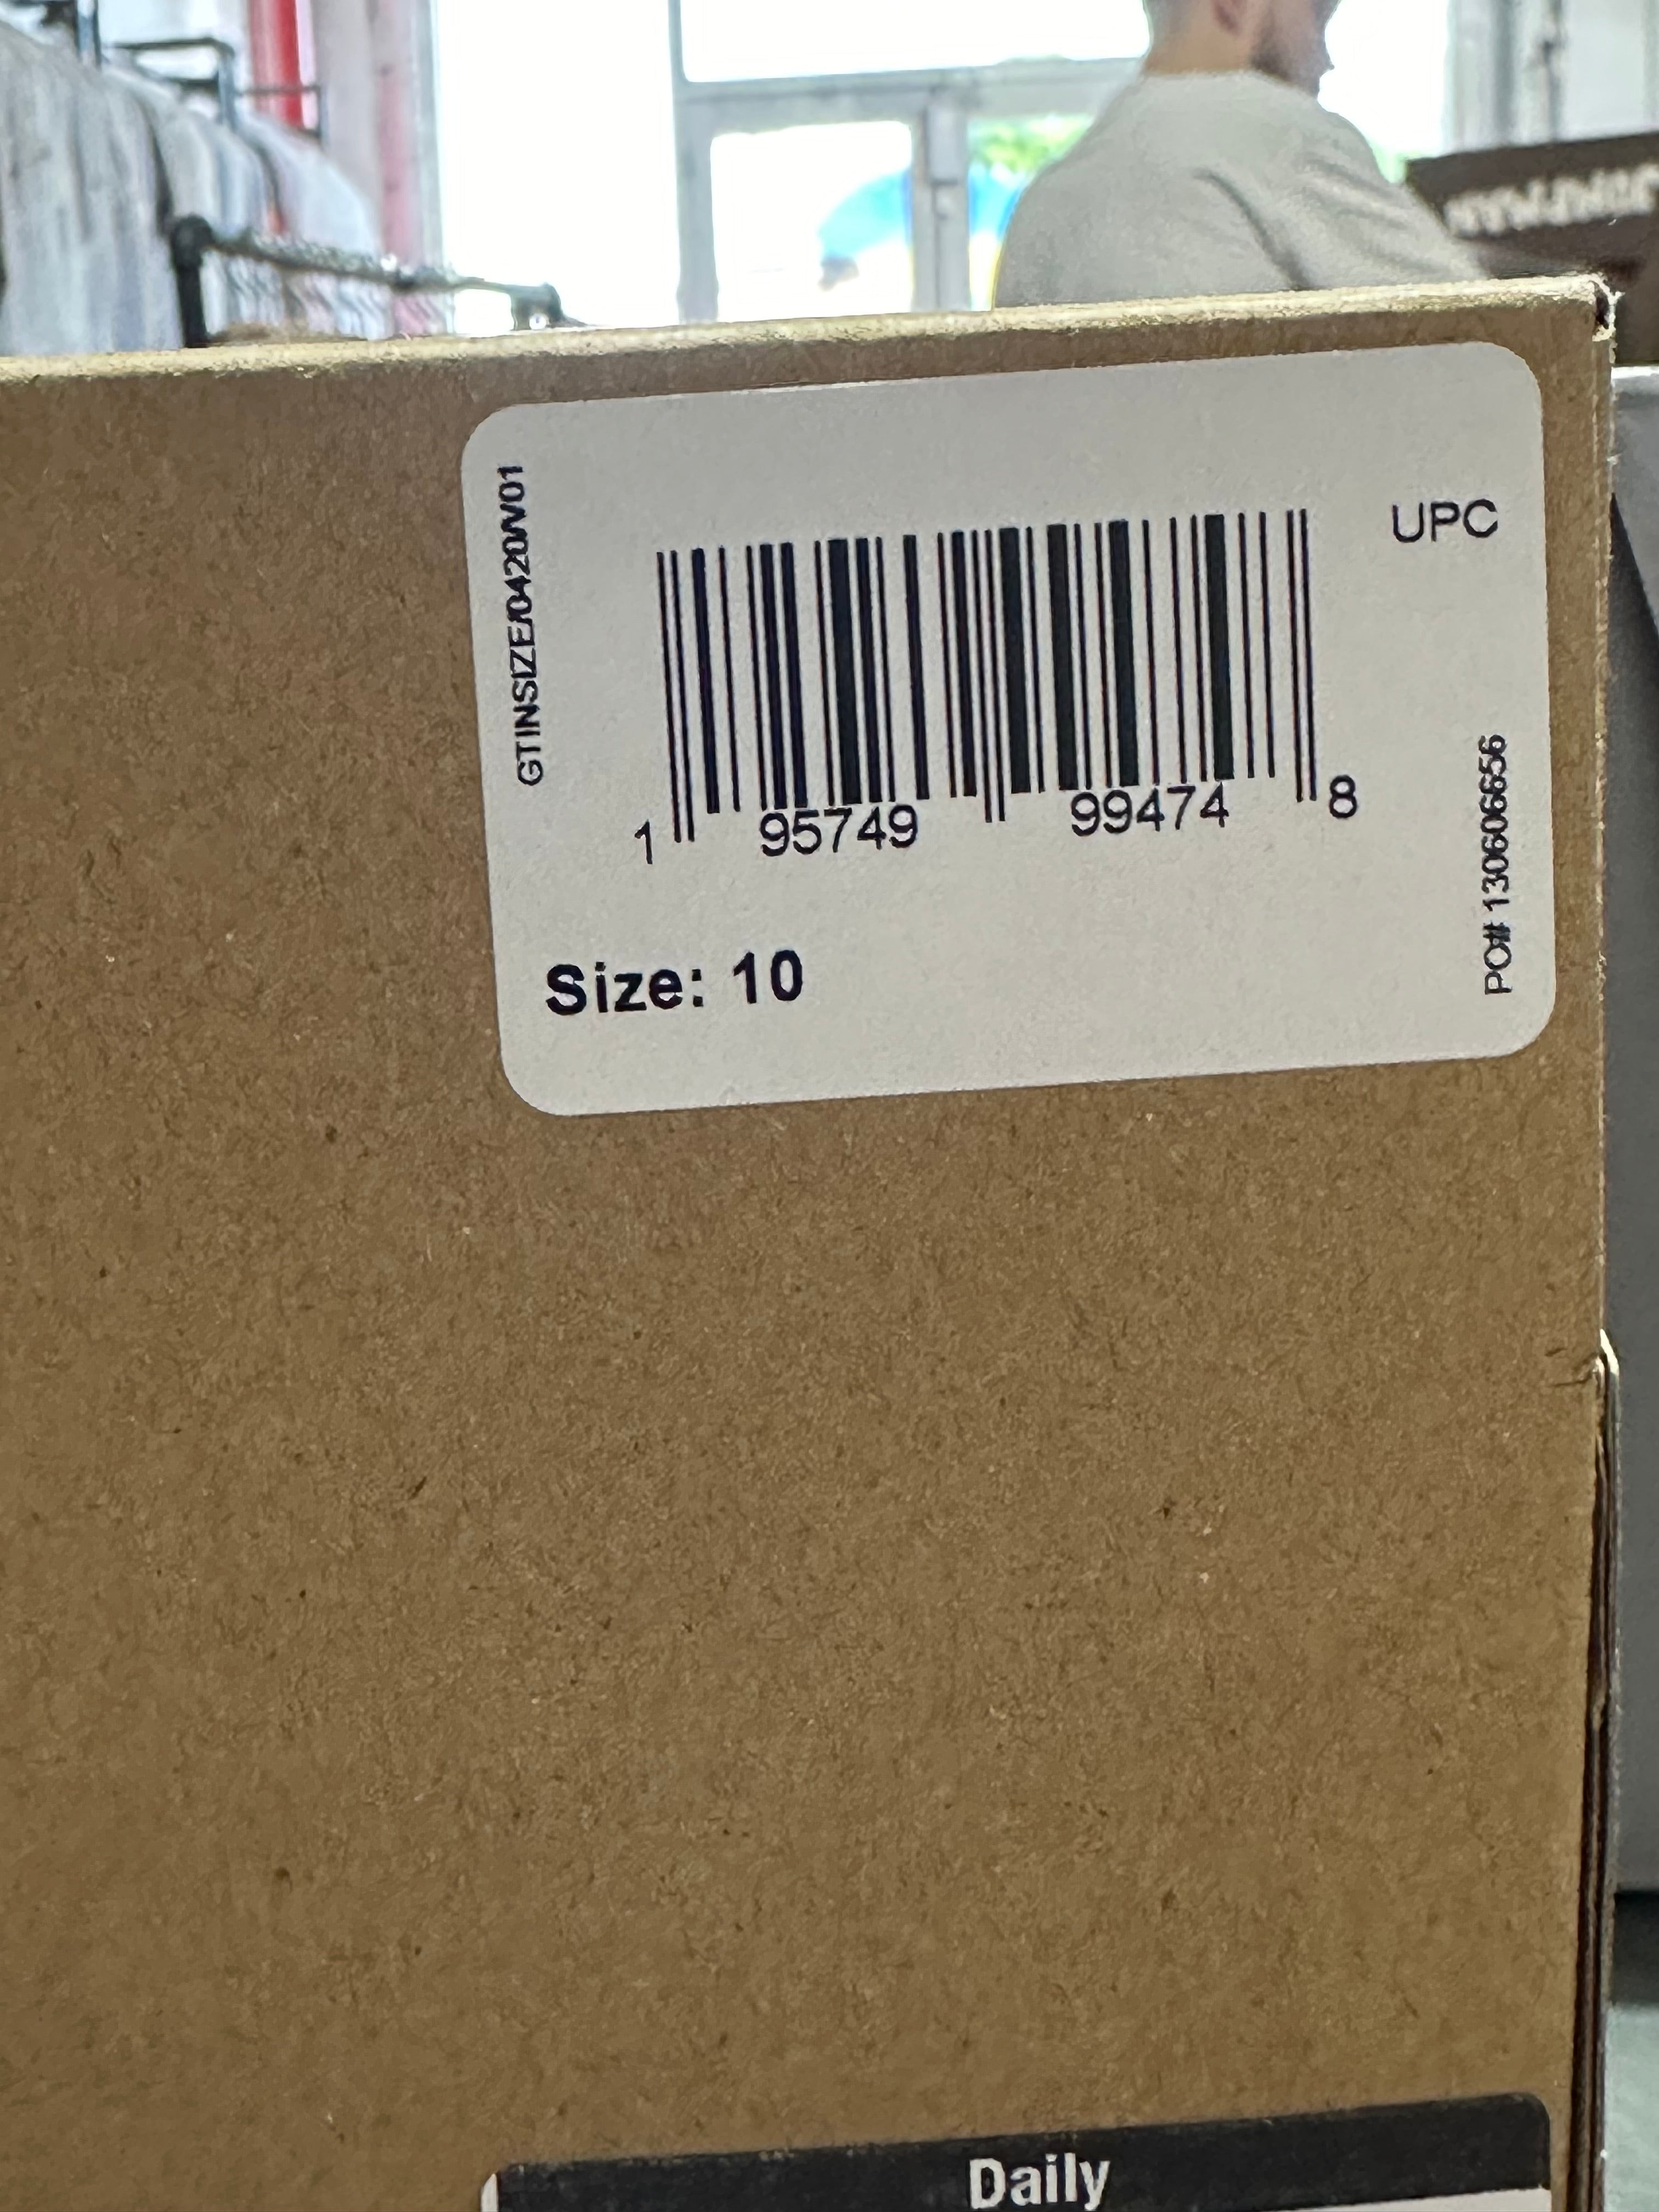 GTINSIZE/0420/V01
UPC
1 95749 99474 8
Size: 10
PO# 130606656
Daily